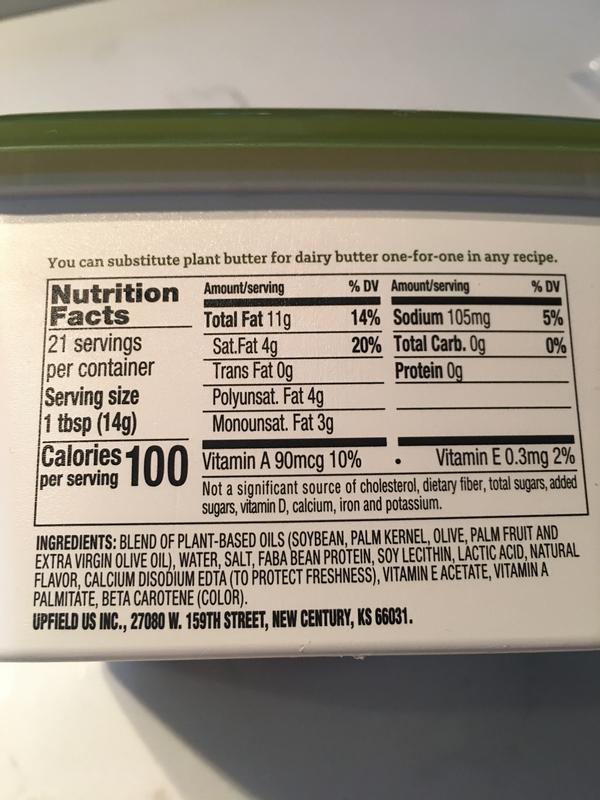 You can substitute plant butter for dairy butter one-for-one in any recipe.
Nutrition
Facts
21 servings
per container
Serving size
1 tbsp (14g)
Calories 100
per serving
Amount/serving % DV
Total Fat 11g 14%
Sat.Fat 4g 20%
Trans Fat 0g
Polyunsat. Fat 4g
Monounsat. Fat 3g
Amount/serving % DV
Sodium 105mg 5%
Total Carb. 0g 0%
Protein 0g
Vitamin A 90mcg 10% • Vitamin E 0.3mg 2%
Not a significant source of cholesterol, dietary fiber, total sugars, added
sugars, vitamin D, calcium, iron and potassium.
INGREDIENTS: BLEND OF PLANT-BASED OILS (SOYBEAN, PALM KERNEL, OLIVE, PALM FRUIT AND
EXTRA VIRGIN OLIVE OIL), WATER, SALT, FABA BEAN PROTEIN, SOY LECITHIN, LACTIC ACID, NATURAL
FLAVOR, CALCIUM DISODIUM EDTA (TO PROTECT FRESHNESS), VITAMIN E ACETATE, VITAMIN A
PALMITATE, BETA CAROTENE (COLOR).
UPFIELD US INC., 27080 W. 159TH STREET, NEW CENTURY, KS 66031.